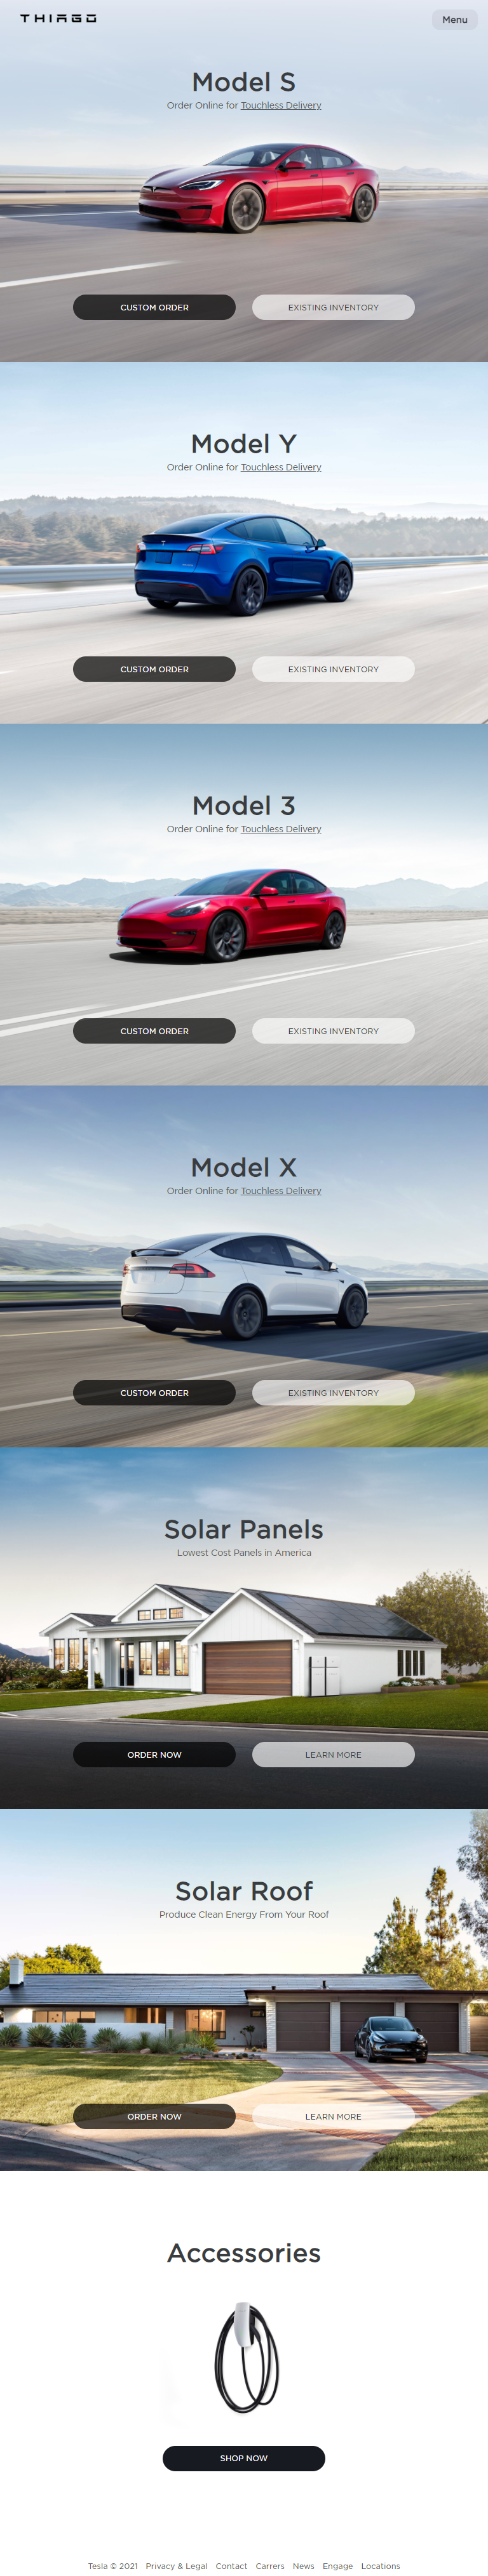 THIAGO
Menu
Model S
Order Online for Touchless Delivery
CUSTOM ORDER
EXISTING INVENTORY
Model Y
Order Online for Touchless Delivery
CUSTOM ORDER
EXISTING INVENTORY
Model 3
Order Online for Touchless Delivery
CUSTOM ORDER
EXISTING INVENTORY
Model X
Order Online for Touchless Delivery
CUSTOM ORDER
EXISTING INVENTORY
Solar Panels
Lowest Cost Panels in America
ORDER NOW
LEARN MORE
Solar Roof
Produce Clean Energy From Your Roof
ORDER NOW
LEARN MORE
Accessories
SHOP NOW
Tesla © 2021 Privacy & Legal Contact Carrers News Engage Locations